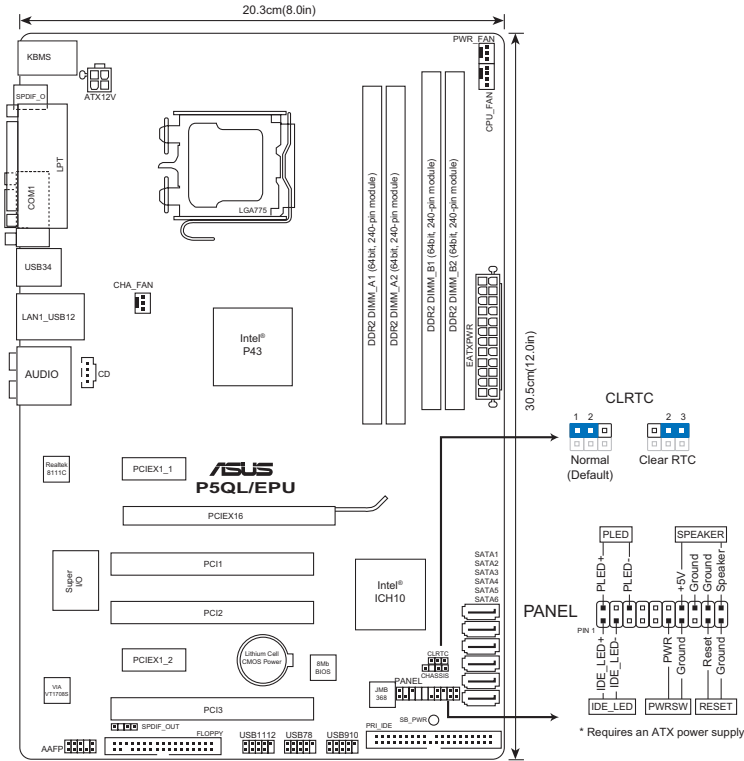 20.3cm(8.0in)
KBMS
PWR_FAN
SPDIF_O
ATX12V
CPU_FAN
LPT
COM1
LGA775
DDR2 DIMM_A1 (64bit, 240-pin module)
DDR2 DIMM_A2 (64bit, 240-pin module)
DDR2 DIMM_B1 (64bit, 240-pin module)
DDR2 DIMM_B2 (64bit, 240-pin module)
USB34
CHA_FAN
LAN1_USB12
Intel®
P43
EATXPWR
30.5cm(12.0in)
AUDIO
CD
CLRTC
1 2
2 3
Normal
(Default)
Clear RTC
Realtek
8111C
PCIEX1_1
ASUS
P5QL/EPU
PCIEX16
Super
I/O
PCI1
Intel®
ICH10
SATA1
SATA2
SATA3
SATA4
SATA5
SATA6
PCI2
PLED
SPEAKER
PLED+
PLED-
+5V
Ground
Ground
Speaker-
PANEL
PIN 1
IDE_LED+
IDE_LED-
PWR
Ground
Reset
Ground
IDE_LED
PWRSW
RESET
* Requires an ATX power supply
PCIEX1_2
Lithium Cell
CMOS Power
8Mb
BIOS
CLRTC
CHASSIS
VIA
VT1708S
JMB
368
PANEL
PCI3
SPDIF_OUT
FLOPPY
SB_PWR
PRI_IDE
AAFP
USB1112
USB78
USB910